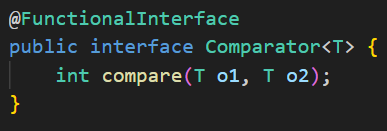 @FunctionalInterface
public interface Comparator<T> {
    int compare(T o1, T o2);
}